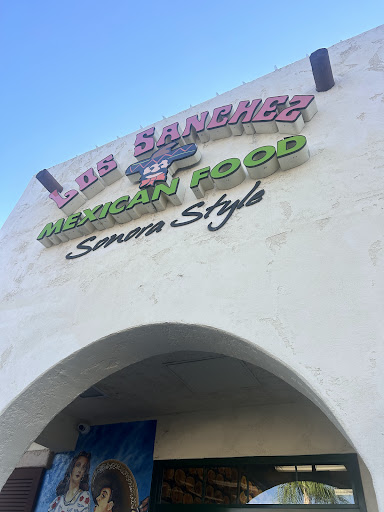 LOS SANCHEZ
MEXICAN FOOD
Sonora Style